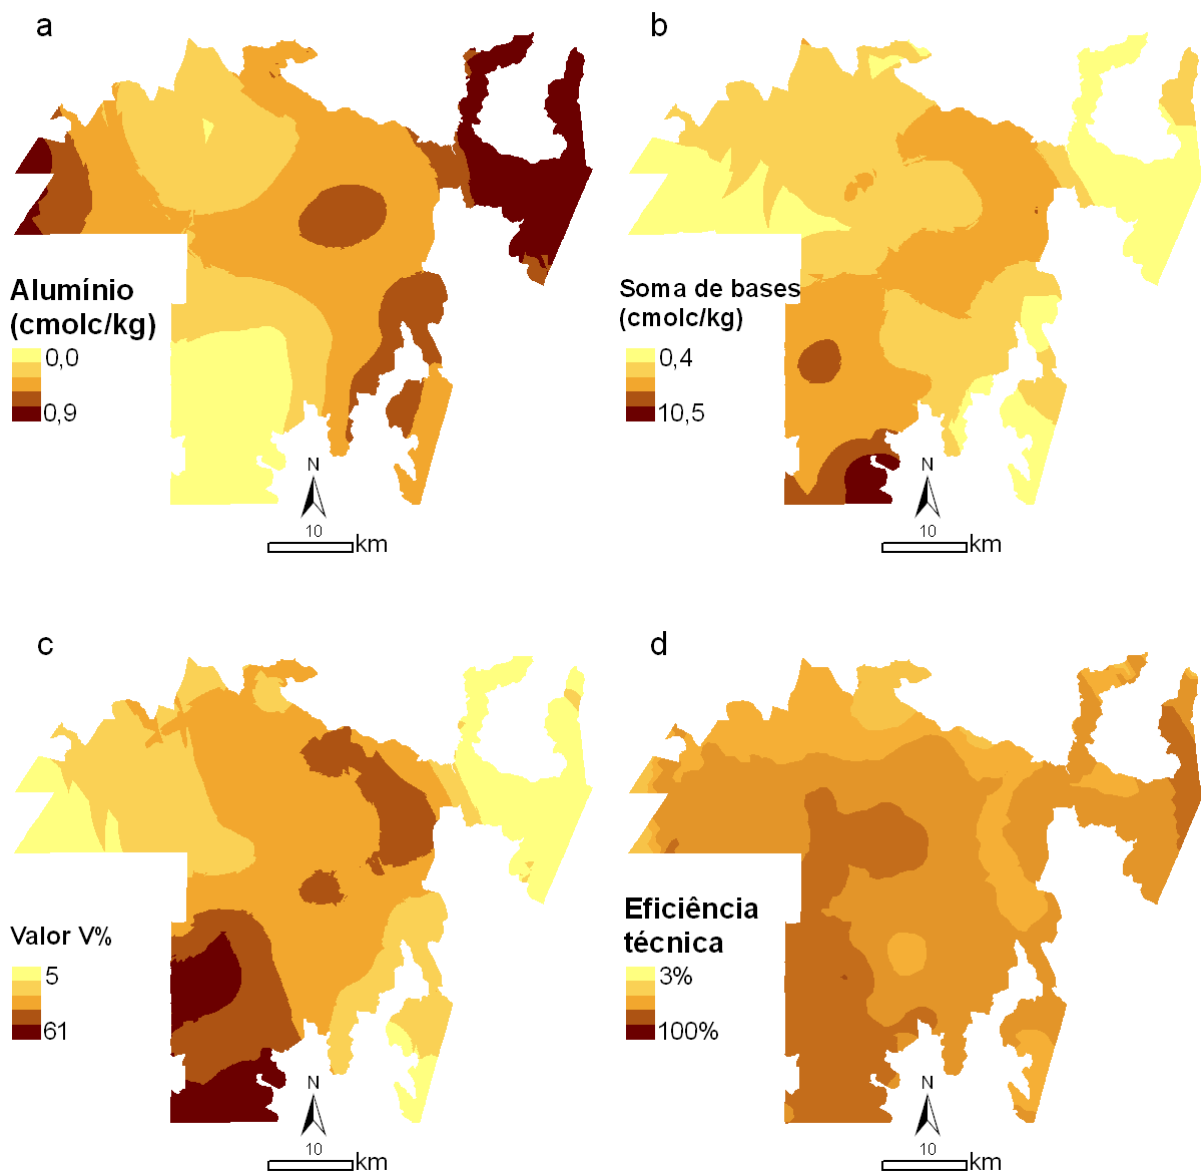 a
Alumínio
(cmolc/kg)
0,0
0,9
N
10
km
b
Soma de bases
(cmolc/kg)
0,4
10,5
N
10
km
c
Valor V%
5
61
N
10
km
d
Eficiência
técnica
3%
100%
N
10
km